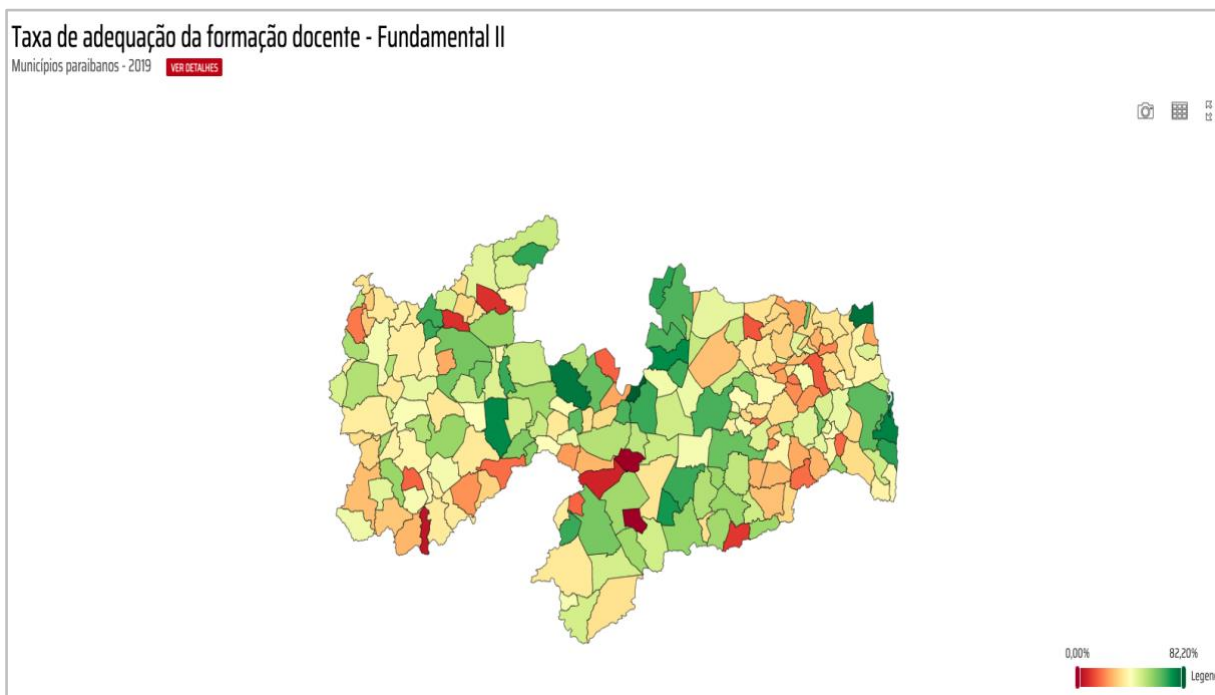 Taxa de adequação da formação docente - Fundamental II
Municípios paraibanos - 2019 VER DETALHES
0,00% 82,20%
Legen